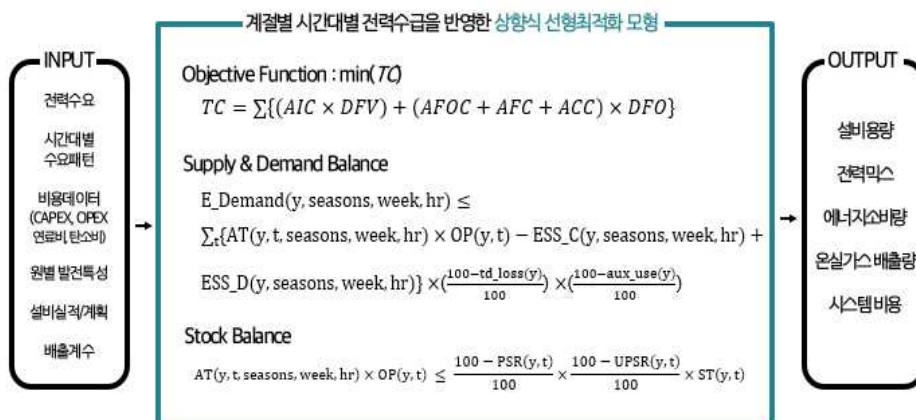 계절별 시간대별 전력수급을 반영한 상향식 선형최적화 모형
INPUT
전력수요
시간대별
수요패턴
비용데이터
(CAPEX, OPEX
연료비, 탄소비)
원별 발전특성
설비실적/계획
배출계수
Objective Function : min(TC)
TC = ∑{(AIC × DFV) + (AFOC + AFC + ACC) × DFO}
Supply & Demand Balance
E_Demand(y, seasons, week, hr) ≤
∑t{AT(y, t, seasons, week, hr) × OP(y, t) − ESS_C(y, seasons, week, hr) +
ESS_D(y, seasons, week, hr)} ×(100−td_loss(y)/100) × (100−aux_use(y)/100)
Stock Balance
AT(y, t, seasons, week, hr) × OP(y, t) ≤ 100 − PSR(y, t)/100 × 100 − UPSR(y, t)/100 × ST(y, t)
OUTPUT
설비용량
전력믹스
에너지소비량
온실가스 배출량
시스템 비용